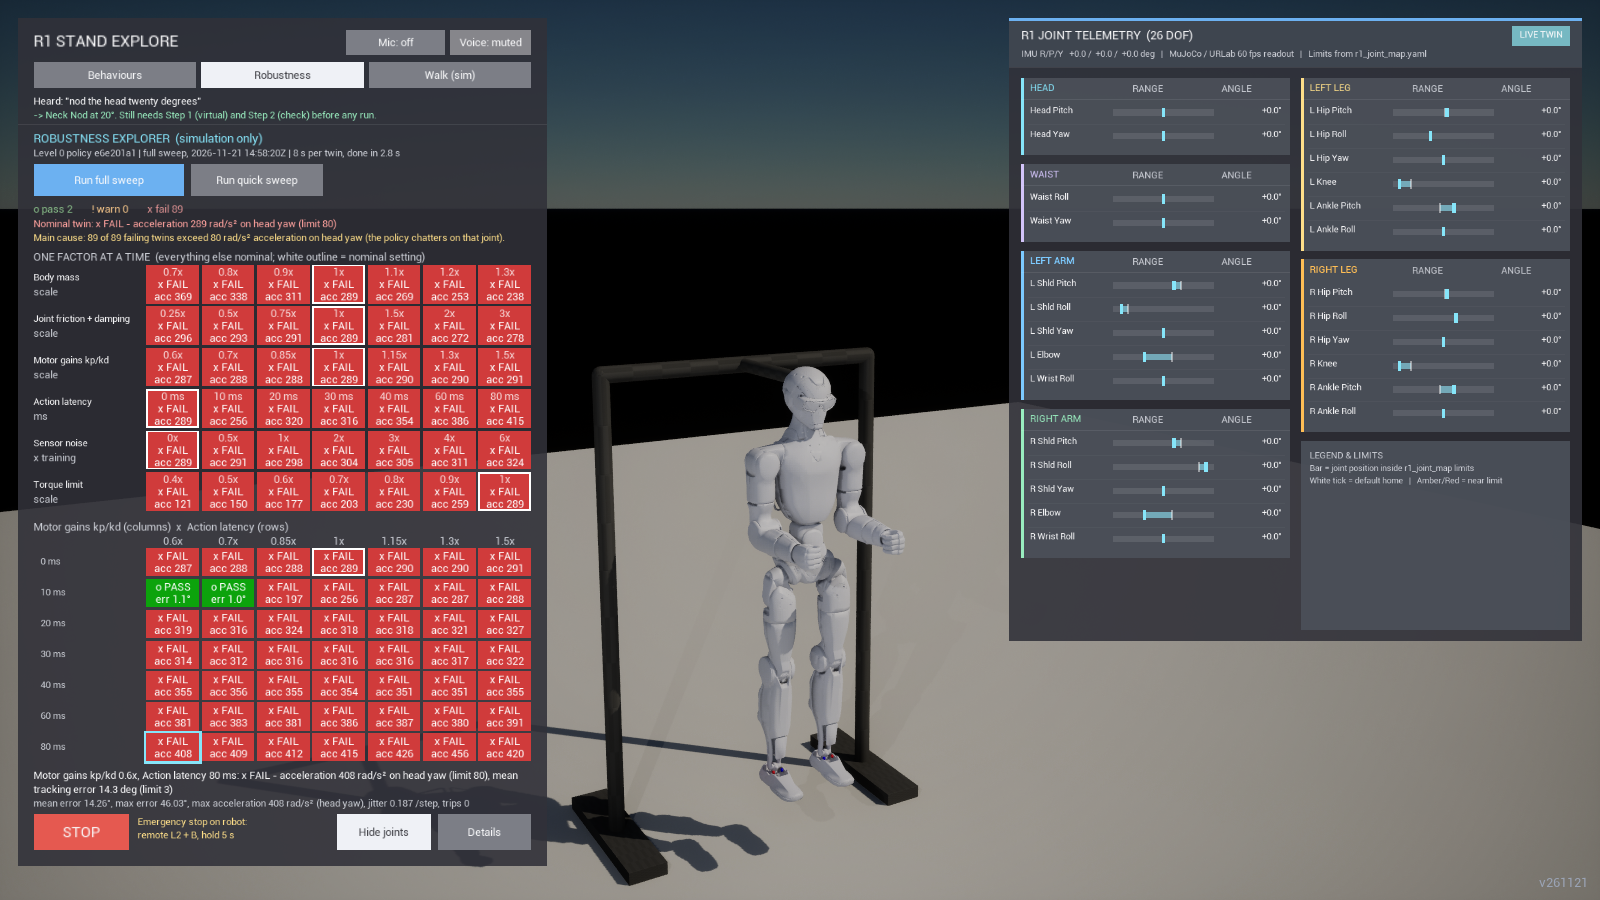 R1 STAND EXPLORE
Mic: off
Voice: muted
Behaviours
Robustness
Walk (sim)
Heard: "nod the head twenty degrees"
-> Neck Nod at 20°. Still needs Step 1 (virtual) and Step 2 (check) before any run.
ROBUSTNESS EXPLORER (simulation only)
Level 0 policy e6e201a1 | full sweep, 2026-11-21 14:58:20Z | 8 s per twin, done in 2.8 s
Run full sweep
Run quick sweep
o pass 2 ! warn 0 x fail 89
Nominal twin: x FAIL - acceleration 289 rad/s² on head yaw (limit 80)
Main cause: 89 of 89 failing twins exceed 80 rad/s² acceleration on head yaw (the policy chatters on that joint).
ONE FACTOR AT A TIME (everything else nominal; white outline = nominal setting)
Body mass
scale
0.7x 0.8x 0.9x 1x 1.1x 1.2x 1.3x
x FAIL x FAIL x FAIL x FAIL x FAIL x FAIL x FAIL
acc 369 acc 338 acc 311 acc 289 acc 269 acc 253 acc 238
Joint friction + damping
scale
0.25x 0.5x 0.75x 1x 1.5x 2x 3x
x FAIL x FAIL x FAIL x FAIL x FAIL x FAIL x FAIL
acc 296 acc 293 acc 291 acc 289 acc 281 acc 272 acc 278
Motor gains kp/kd
scale
0.6x 0.7x 0.85x 1x 1.15x 1.3x 1.5x
x FAIL x FAIL x FAIL x FAIL x FAIL x FAIL x FAIL
acc 287 acc 288 acc 288 acc 289 acc 290 acc 290 acc 291
Action latency
ms
0 ms 10 ms 20 ms 30 ms 40 ms 60 ms 80 ms
x FAIL x FAIL x FAIL x FAIL x FAIL x FAIL x FAIL
acc 289 acc 256 acc 320 acc 316 acc 354 acc 386 acc 415
Sensor noise
x training
0x 0.5x 1x 2x 3x 4x 6x
x FAIL x FAIL x FAIL x FAIL x FAIL x FAIL x FAIL
acc 289 acc 291 acc 298 acc 304 acc 305 acc 311 acc 324
Torque limit
scale
0.4x 0.5x 0.6x 0.7x 0.8x 0.9x 1x
x FAIL x FAIL x FAIL x FAIL x FAIL x FAIL x FAIL
acc 121 acc 150 acc 177 acc 203 acc 230 acc 259 acc 289
Motor gains kp/kd (columns) x Action latency (rows)
0.6x 0.7x 0.85x 1x 1.15x 1.3x 1.5x
0 ms
x FAIL x FAIL x FAIL x FAIL x FAIL x FAIL x FAIL
acc 287 acc 288 acc 288 acc 289 acc 290 acc 290 acc 291
10 ms
o PASS o PASS x FAIL x FAIL x FAIL x FAIL x FAIL
err 1.1° err 1.0° acc 197 acc 256 acc 287 acc 287 acc 288
20 ms
x FAIL x FAIL x FAIL x FAIL x FAIL x FAIL x FAIL
acc 319 acc 316 acc 324 acc 318 acc 318 acc 321 acc 327
30 ms
x FAIL x FAIL x FAIL x FAIL x FAIL x FAIL x FAIL
acc 314 acc 312 acc 316 acc 316 acc 316 acc 317 acc 322
40 ms
x FAIL x FAIL x FAIL x FAIL x FAIL x FAIL x FAIL
acc 355 acc 356 acc 355 acc 354 acc 351 acc 351 acc 355
60 ms
x FAIL x FAIL x FAIL x FAIL x FAIL x FAIL x FAIL
acc 381 acc 383 acc 381 acc 386 acc 387 acc 380 acc 391
80 ms
x FAIL x FAIL x FAIL x FAIL x FAIL x FAIL x FAIL
acc 408 acc 409 acc 412 acc 415 acc 426 acc 456 acc 420
Motor gains kp/kd 0.6x, Action latency 80 ms: x FAIL - acceleration 408 rad/s² on head yaw (limit 80), mean
tracking error 14.3 deg (limit 3)
mean error 14.26°, max error 46.03°, max acceleration 408 rad/s² (head yaw), jitter 0.187 /step, trips 0
STOP
Emergency stop on robot:
remote L2 + B, hold 5 s
Hide joints
Details
R1 JOINT TELEMETRY (26 DOF)
LIVE TWIN
IMU R/P/Y +0.0 / +0.0 / +0.0 deg | MuJoCo / URLab 60 fps readout | Limits from r1_joint_map.yaml
HEAD RANGE ANGLE
Head Pitch +0.0°
Head Yaw +0.0°
WAIST RANGE ANGLE
Waist Roll +0.0°
Waist Yaw +0.0°
LEFT ARM RANGE ANGLE
L Shld Pitch +0.0°
L Shld Roll +0.0°
L Shld Yaw +0.0°
L Elbow +0.0°
L Wrist Roll +0.0°
RIGHT ARM RANGE ANGLE
R Shld Pitch +0.0°
R Shld Roll +0.0°
R Shld Yaw +0.0°
R Elbow +0.0°
R Wrist Roll +0.0°
LEFT LEG RANGE ANGLE
L Hip Pitch +0.0°
L Hip Roll +0.0°
L Hip Yaw +0.0°
L Knee +0.0°
L Ankle Pitch +0.0°
L Ankle Roll +0.0°
RIGHT LEG RANGE ANGLE
R Hip Pitch +0.0°
R Hip Roll +0.0°
R Hip Yaw +0.0°
R Knee +0.0°
R Ankle Pitch +0.0°
R Ankle Roll +0.0°
LEGEND & LIMITS
Bar = joint position inside r1_joint_map limits
White tick = default home | Amber/Red = near limit
v261121